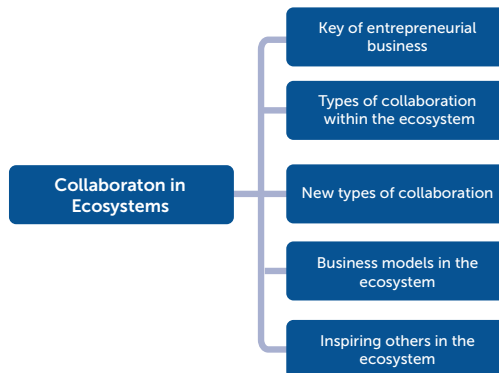 Key of entrepreneurial
business
Types of collaboration
within the ecosystem
Collaboraton in
Ecosystems
New types of collaboration
Business models in the
ecosystem
Inspiring others in the
ecosystem